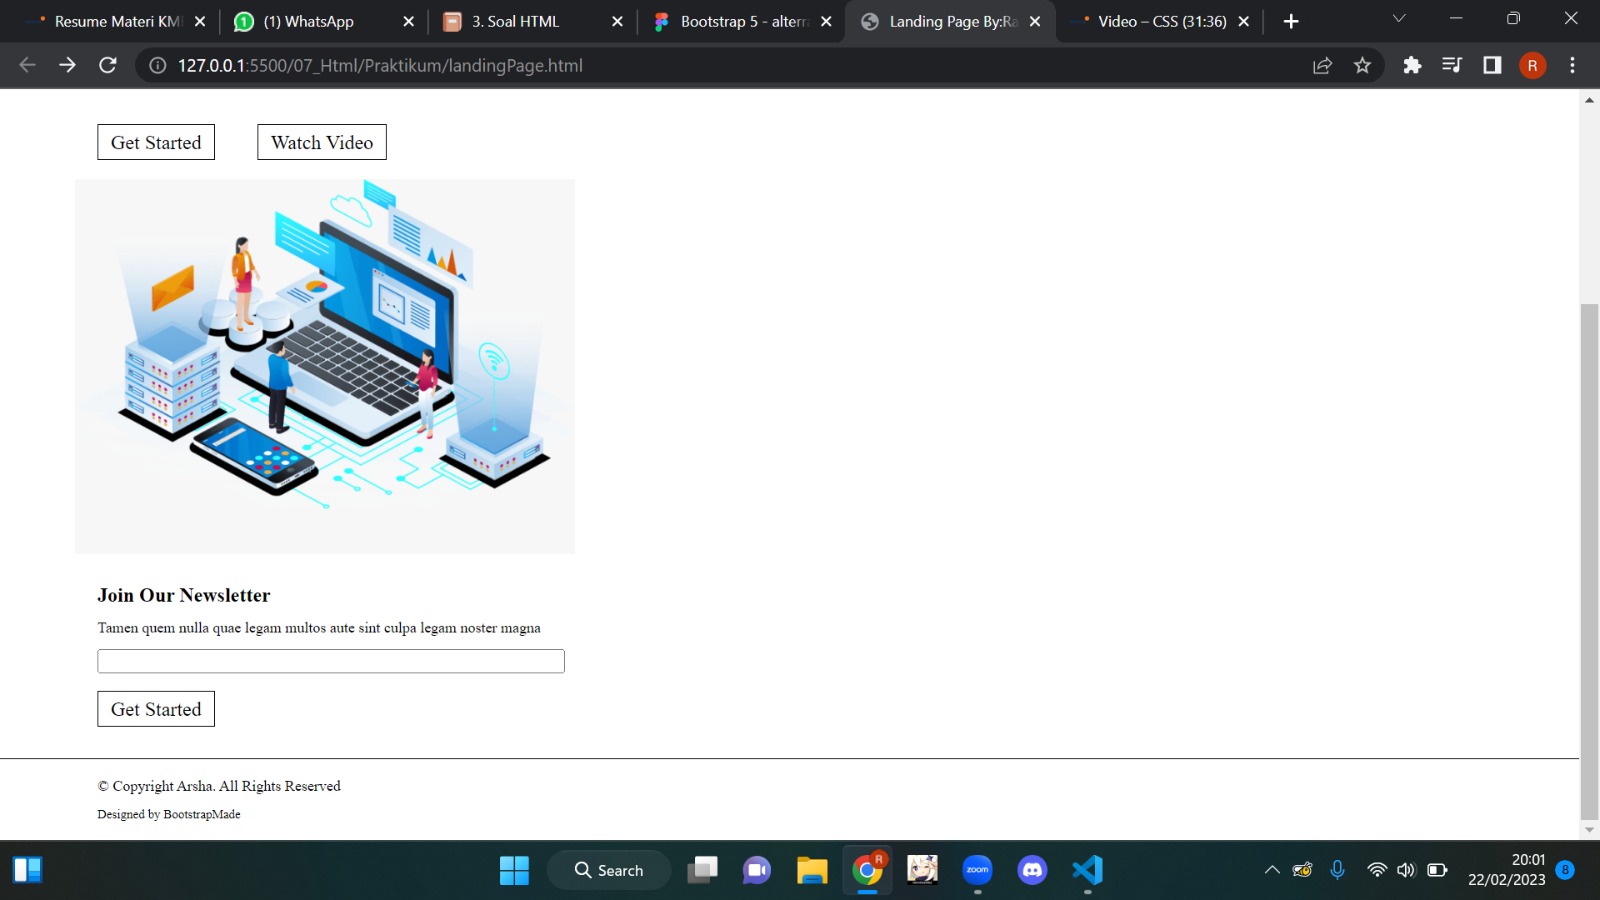 Resume Materi KM
(1) WhatsApp
3. Soal HTML
Bootstrap 5 - altern
Landing Page By:Ra
Video – CSS (31:36)
127.0.0.1:5500/07_Html/Praktikum/landingPage.html
R
Get Started
Watch Video
Join Our Newsletter
Tamen quem nulla quae legam multos aute sint culpa legam noster magna
Get Started
© Copyright Arsha. All Rights Reserved
Designed by BootstrapMade
Search
R
zoom
20:01
22/02/2023
8